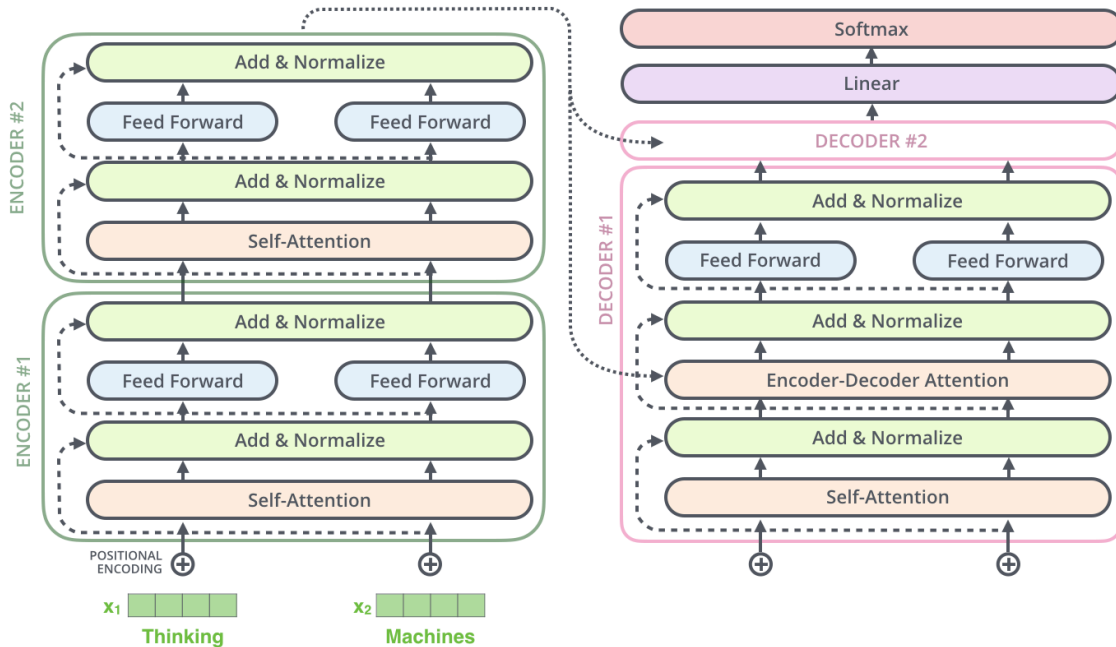 ENCODER #2
Add & Normalize
Feed Forward
Feed Forward
Add & Normalize
Self-Attention
ENCODER #1
Add & Normalize
Feed Forward
Feed Forward
Add & Normalize
Self-Attention
POSITIONAL
ENCODING
x1
x2
Thinking
Machines
Softmax
Linear
DECODER #2
DECODER #1
Add & Normalize
Feed Forward
Feed Forward
Add & Normalize
Encoder-Decoder Attention
Add & Normalize
Self-Attention